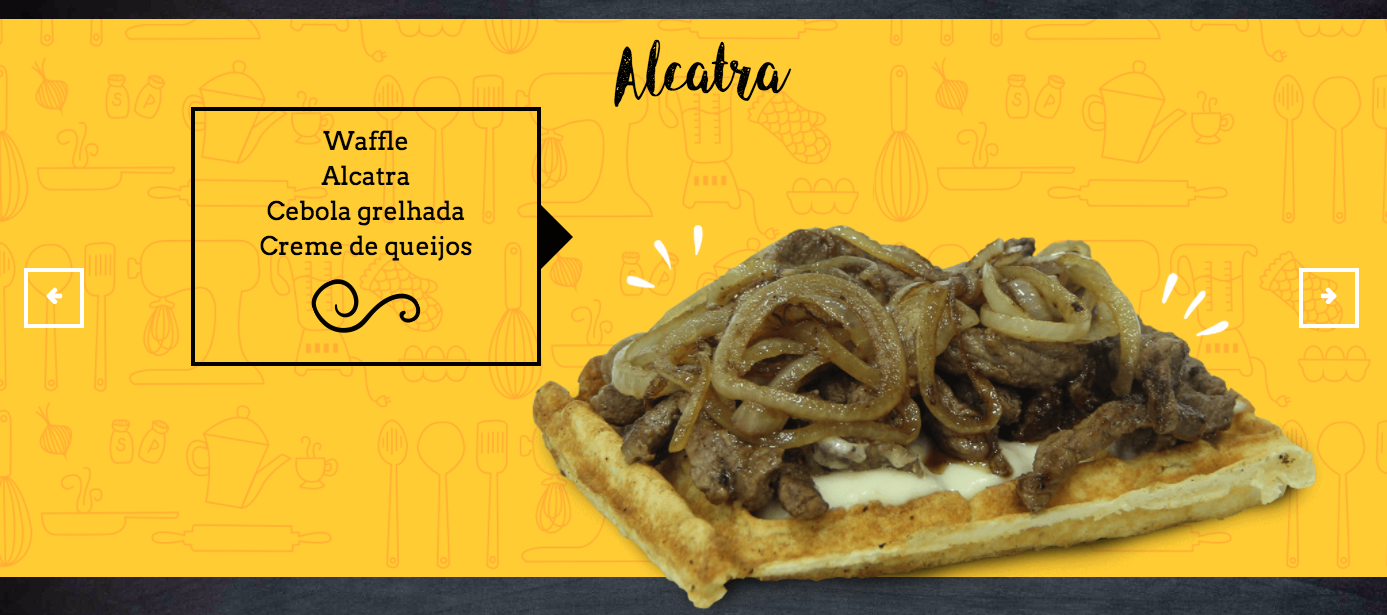 Alcatra
Waffle
Alcatra
Cebola grelhada
Creme de queijos
S
P
S
P
S
P